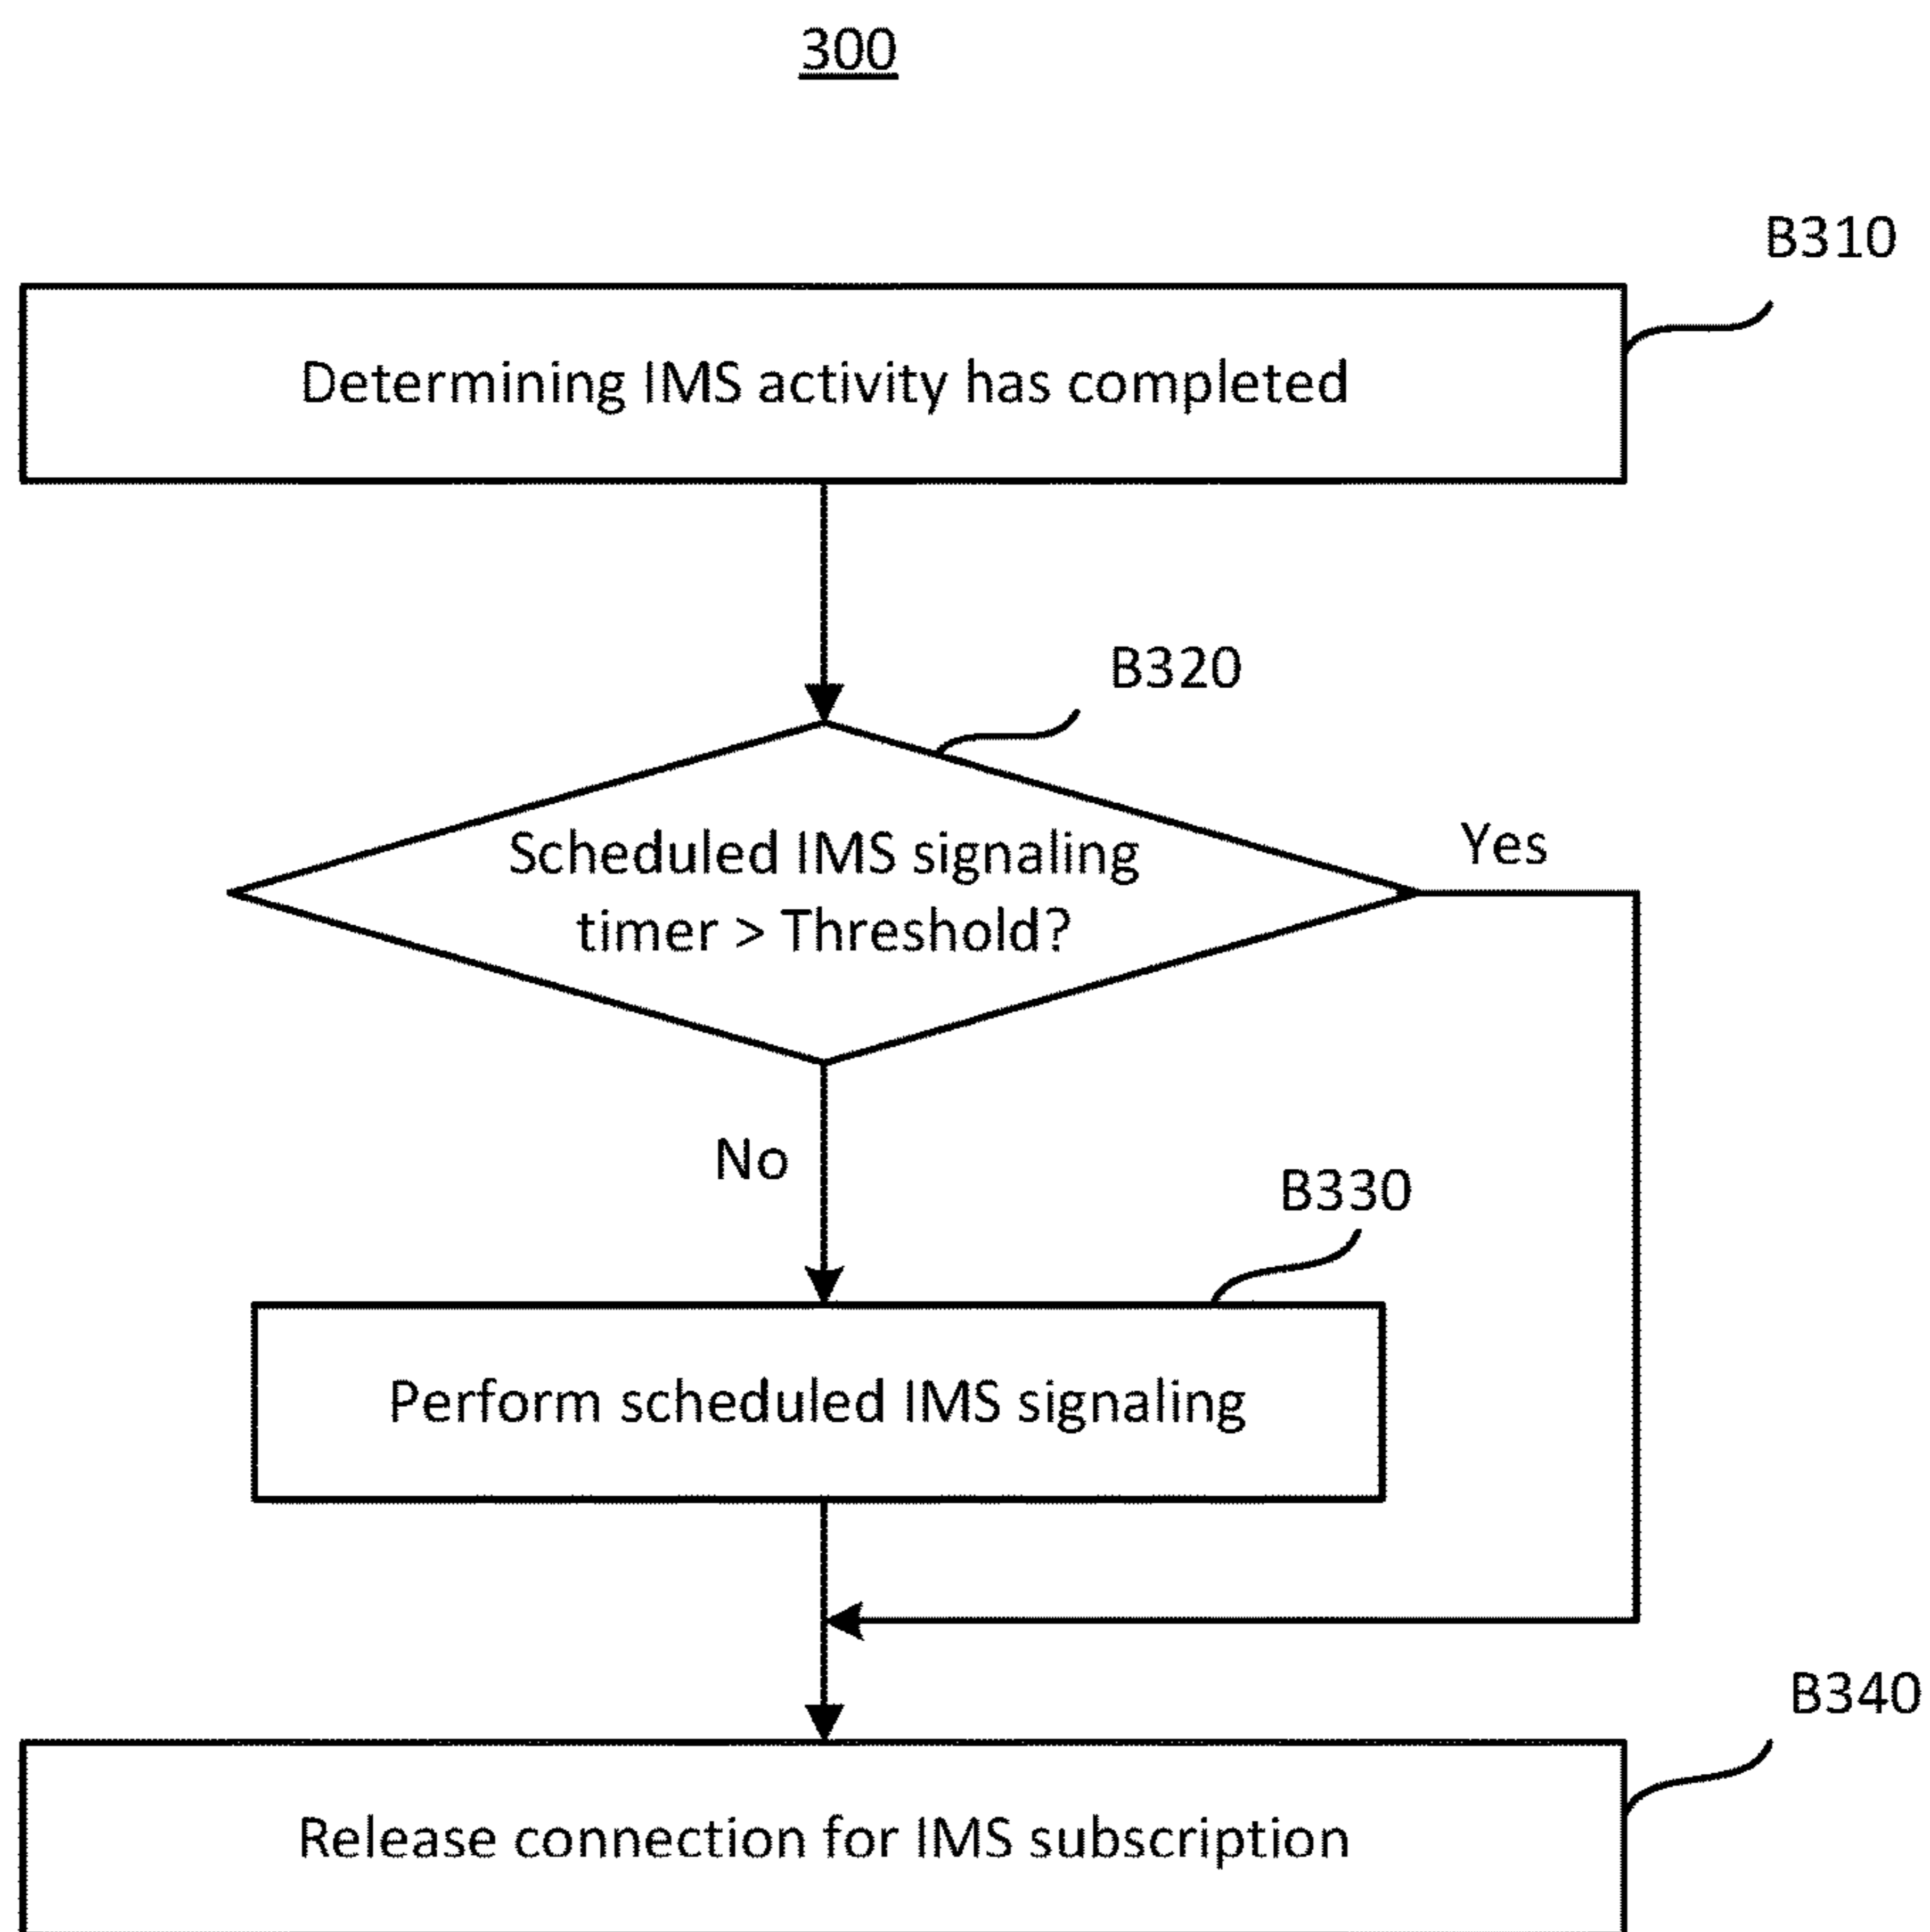 300
B310
Determining IMS activity has completed
B320
Scheduled IMS signaling
timer > Threshold?
Yes
No
B330
Perform scheduled IMS signaling
B340
Release connection for IMS subscription